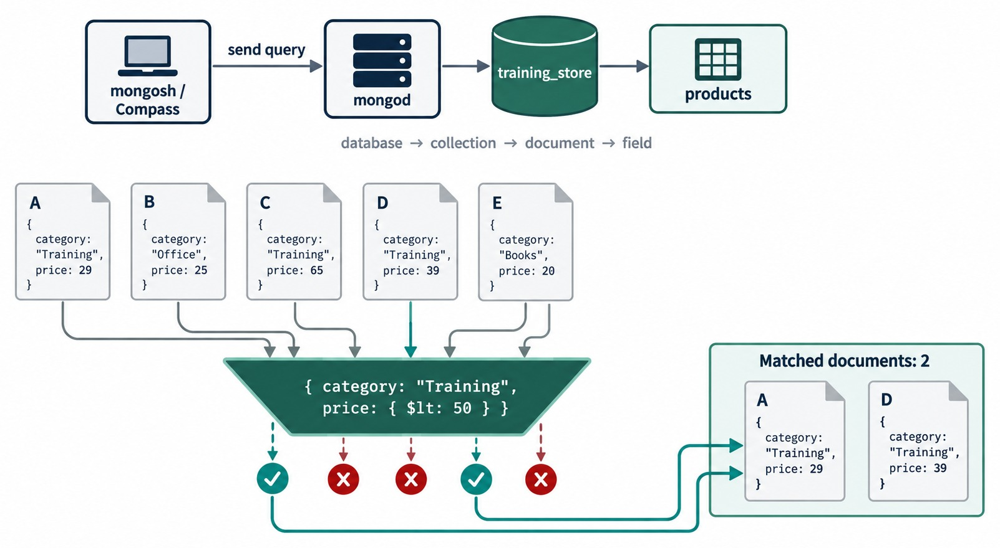 send query
mongosh /
Compass
mongod
training_store
products
database → collection → document → field
A
{
category:
"Training",
price: 29
}
B
{
category:
"Office",
price: 25
}
C
{
category:
"Training",
price: 65
}
D
{
category:
"Training",
price: 39
}
E
{
category:
"Books",
price: 20
}
{ category: "Training",
price: { $lt: 50 } }
Matched documents: 2
A
{
category:
"Training",
price: 29
}
D
{
category:
"Training",
price: 39
}